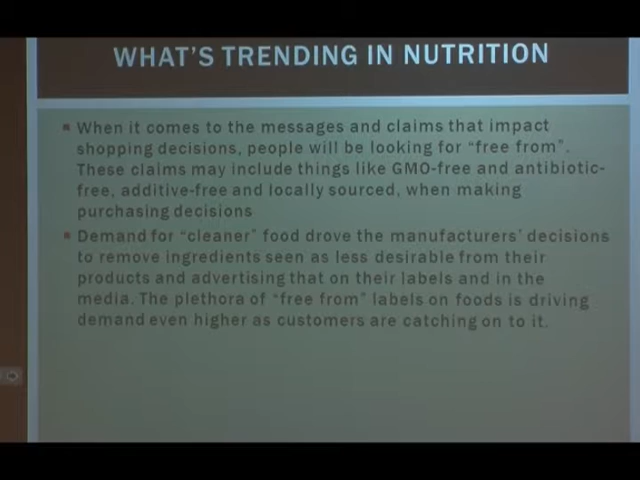 WHAT'S TRENDING IN NUTRITION
▪ When it comes to the messages and claims that impact
shopping decisions, people will be looking for "free from".
These claims may include things like GMO-free and antibiotic-
free, additive-free and locally sourced, when making
purchasing decisions
▪ Demand for "cleaner" food drove the manufacturers' decisions
to remove ingredients seen as less desirable from their
products and advertising that on their labels and in the
media. The plethora of "free from" labels on foods is driving
demand even higher as customers are catching on to it.